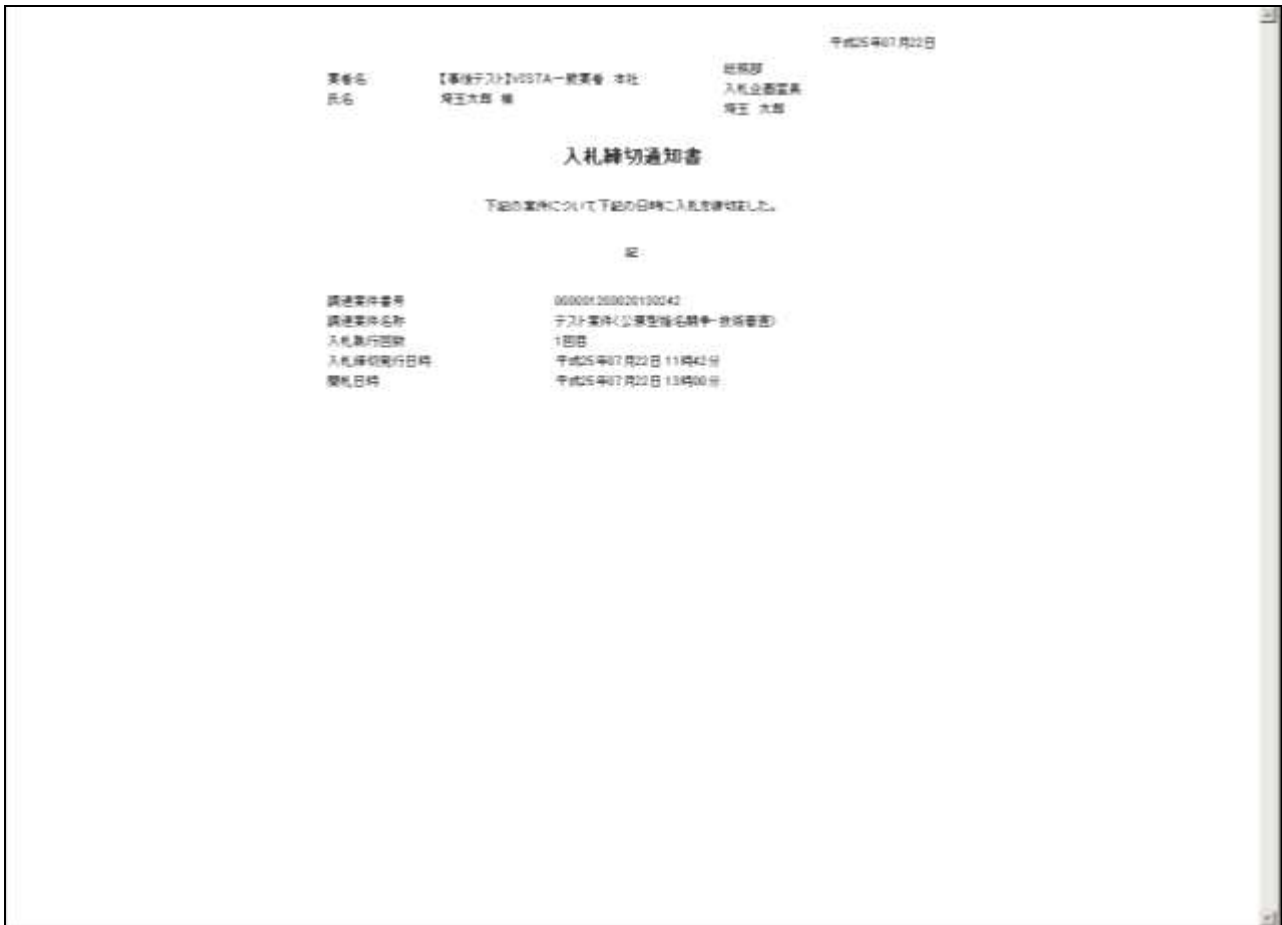 平成25年07月22日
業者名 【事後テスト】VISTA一般業者 本社
氏名 埼玉太郎 様
総務部
入札企画室長
埼玉 太郎
入札締切通知書
下記の案件について下記の日時に入札を締切ました。
記
調達案件番号
調達案件名称 テスト案件(公募型指名競争-技術審査)
入札執行回数 1回目
入札締切発行日時 平成25年07月22日 11時42分
開札日時 平成25年07月22日 13時00分